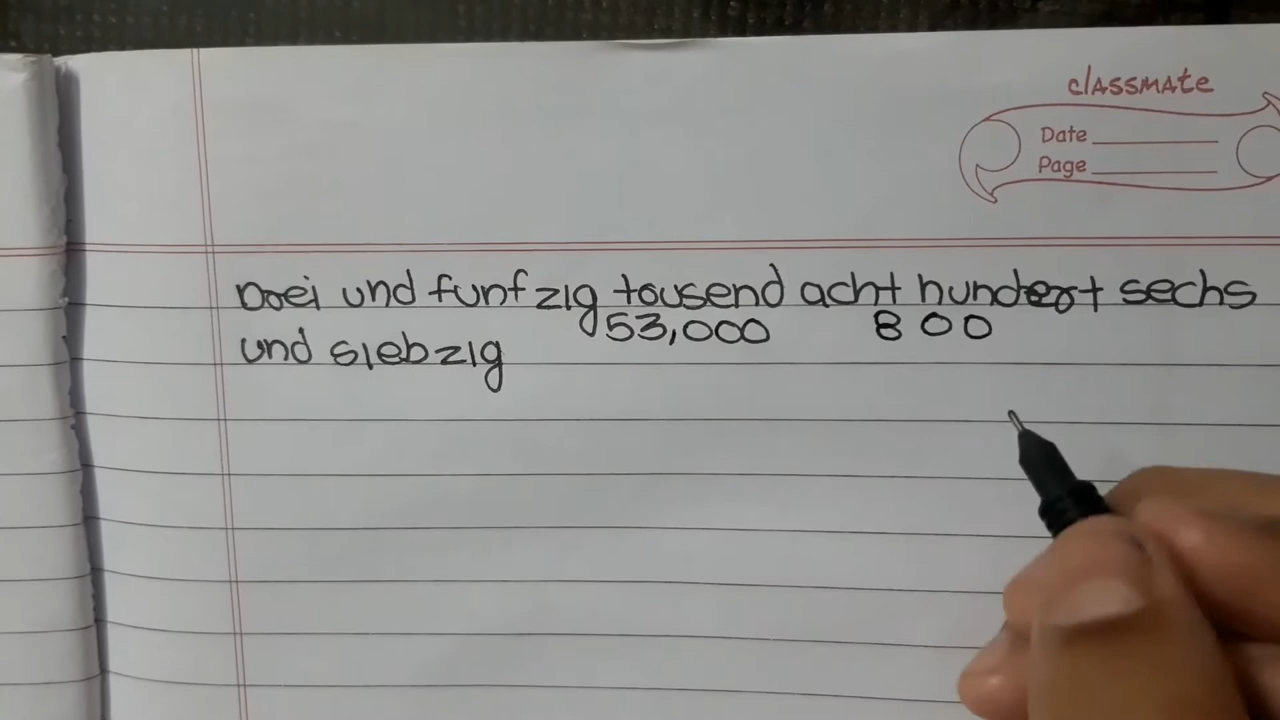 classmate
Date
Page
Drei und funfzig tousend acht hundert sechs
53,000 800
und siebzig